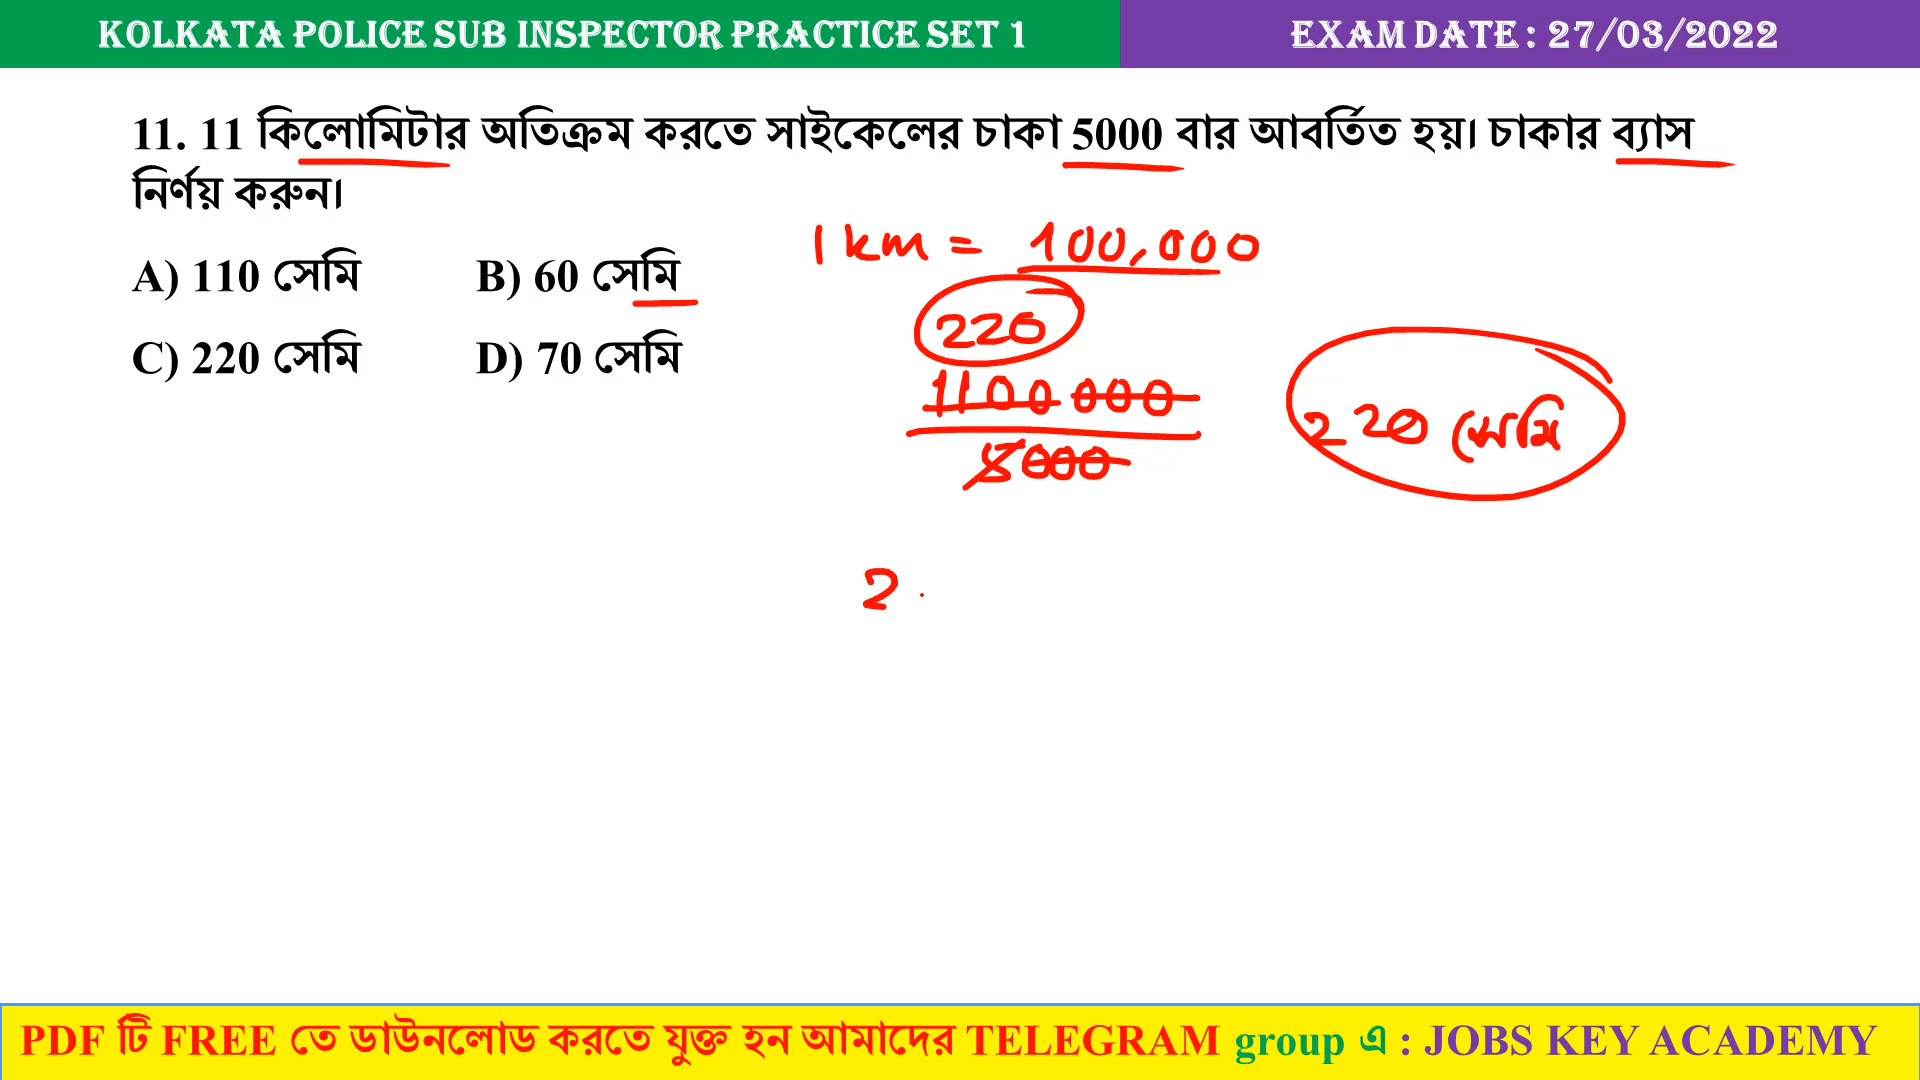 KOLKATA POLICE SUB INSPECTOR PRACTICE SET 1
EXAM DATE : 27/03/2022
11. 11 কিলোমিটার অতিক্রম করতে সাইকেলের চাকা 5000 বার আবর্তিত হয়। চাকার ব্যাস
নির্ণয় করুন।
A) 110 সেমি B) 60 সেমি
C) 220 সেমি D) 70 সেমি
1 km = 100,000
220
1100000
5000
220 সেমি
2 .
PDF টি FREE তে ডাউনলোড করতে যুক্ত হন আমাদের TELEGRAM group এ : JOBS KEY ACADEMY